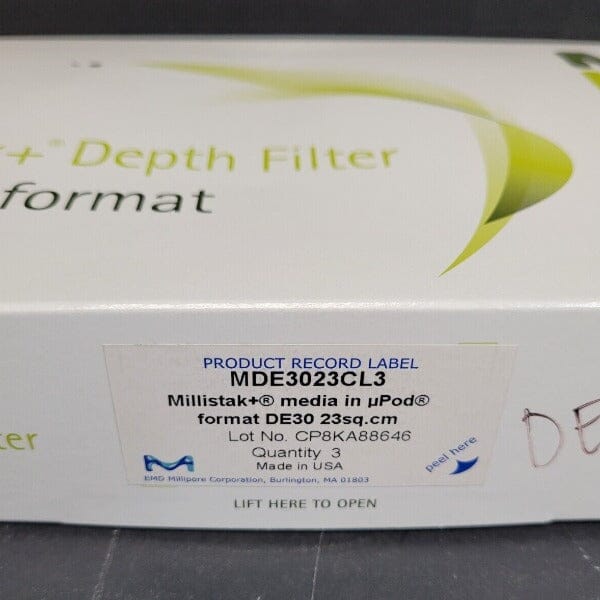 r+® Depth Filter
format
PRODUCT RECORD LABEL
MDE3023CL3
Millistak+® media in µPod®
format DE30 23sq.cm
Lot No. CP8KA88646
Quantity 3
Made in USA
EMD Millipore Corporation, Burlington, MA 01803
peel here
LIFT HERE TO OPEN
ter
DE